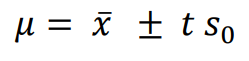 μ = x̄ ± t s₀